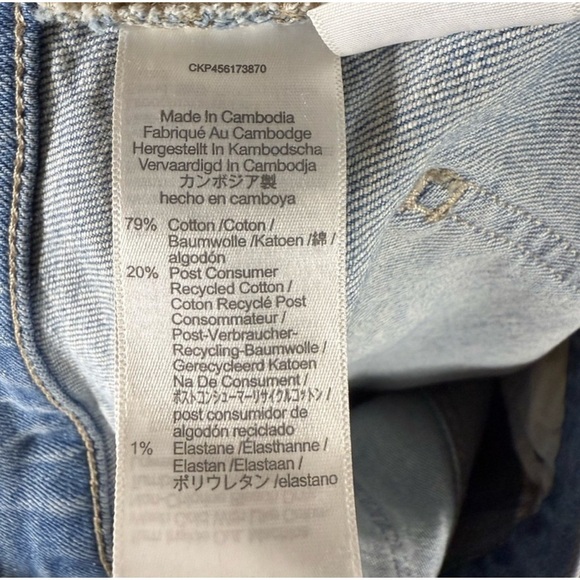 CKP456173870
Made In Cambodia
Fabriqué Au Cambodge
Hergestellt In Kambodscha
Vervaardigd In Cambodja
カンボジア製
hecho en camboya
79% Cotton /Coton /
Baumwolle /Katoen /綿 /
algodón
20% Post Consumer
Recycled Cotton /
Coton Recyclé Post
Consommateur /
Post-Verbraucher-
Recycling-Baumwolle /
Gerecycleerd Katoen
Na De Consument /
ポストコンシューマーリサイクルコットン /
post consumidor de
algodón reciclado
1% Elastane /Élasthanne /
Elastan /Elastaan /
ポリウレタン /elastano